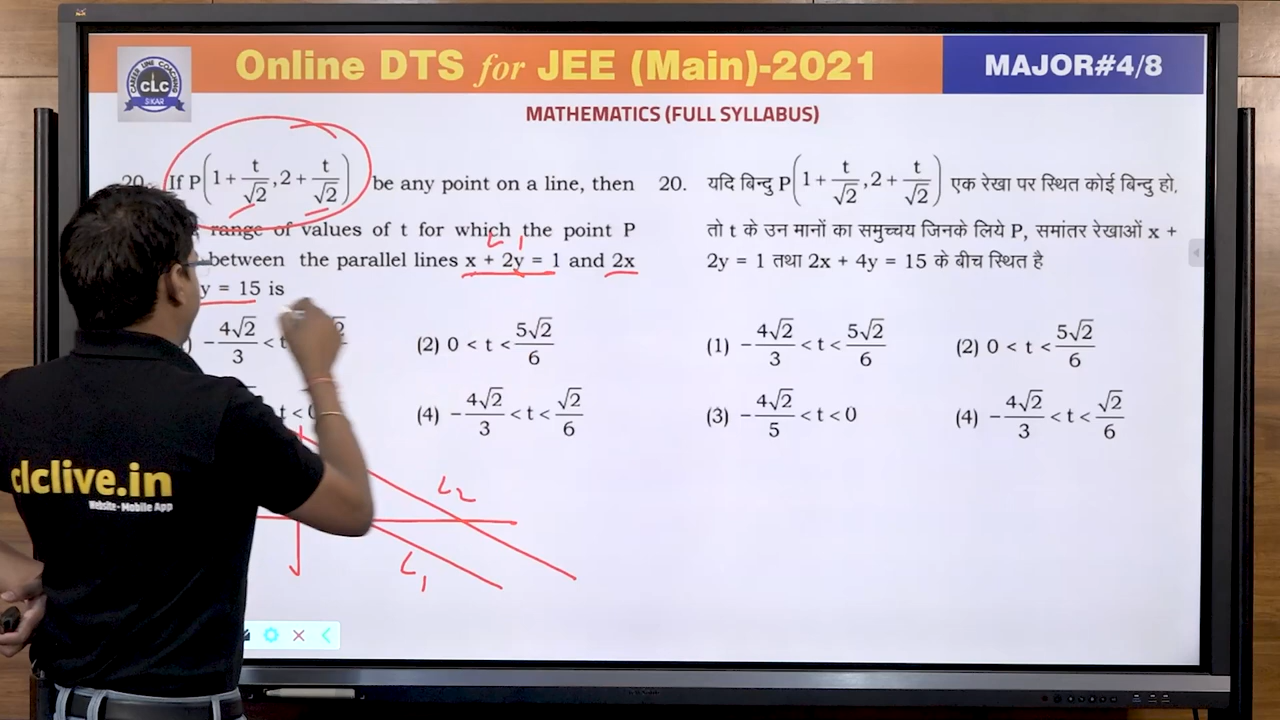 Online DTS for JEE (Main)-2021
MAJOR#4/8
CAREER LINE COACHING
CLC
SIKAR
MATHEMATICS (FULL SYLLABUS)
20. If P(1 + t/√2, 2 + t/√2) be any point on a line, then
range of values of t for which the point P
between the parallel lines x + 2y = 1 and 2x
y = 15 is
- 4√2/3 < t
(2) 0 < t < 5√2/6
t <
(4) - 4√2/3 < t < √2/6
20. यदि बिन्दु P(1 + t/√2, 2 + t/√2) एक रेखा पर स्थित कोई बिन्दु हो,
तो t के उन मानों का समुच्चय जिनके लिये P, समांतर रेखाओं x +
2y = 1 तथा 2x + 4y = 15 के बीच स्थित है
(1) - 4√2/3 < t < 5√2/6
(2) 0 < t < 5√2/6
(3) - 4√2/5 < t < 0
(4) - 4√2/3 < t < √2/6
L1
L2
L1
clclive.in
Website • Mobile App